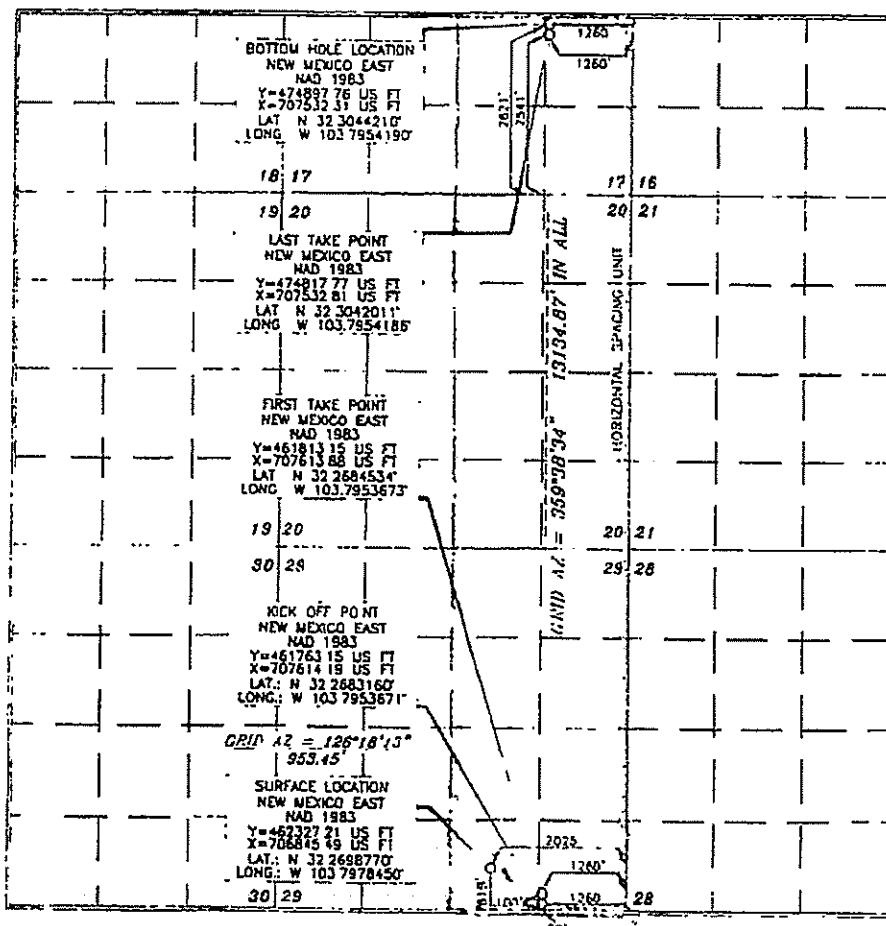 1260
1260'
BOTTOM HOLE LOCATION
NEW MEXICO EAST
NAD 1983
Y=474897 76 US FT
X=707532 31 US FT
LAT N 32 3044210°
LONG W 103 7954190°
2621'
2541'
18 17
17 16
19 20
20 21
LAST TAKE POINT
NEW MEXICO EAST
NAD 1983
Y=474817 77 US FT
X=707532 81 US FT
LAT N 32 3042011°
LONG W 103.7954186°
GRID AZ = 359°38'34" 13134.87' IN ALL
HORIZONTAL SPACING UNIT
FIRST TAKE POINT
NEW MEXICO EAST
NAD 1983
Y=461813 15 US FT
X=707613 88 US FT
LAT N 32 2684534°
LONG W 103.7953673°
19 20
20 21
30 29
29 28
KICK OFF POINT
NEW MEXICO EAST
NAD 1983
Y=461763 15 US FT
X=707614 19 US FT
LAT.: N 32 2683160°
LONG.: W 103 7953671°
GRID AZ = 126°18'13"
953.45'
SURFACE LOCATION
NEW MEXICO EAST
NAD 1983
Y=462327 21 US FT
X=706845 49 US FT
LAT.: N 32 2698770°
LONG.: W 103 7978450°
2025
1260'
1260
30 29
28